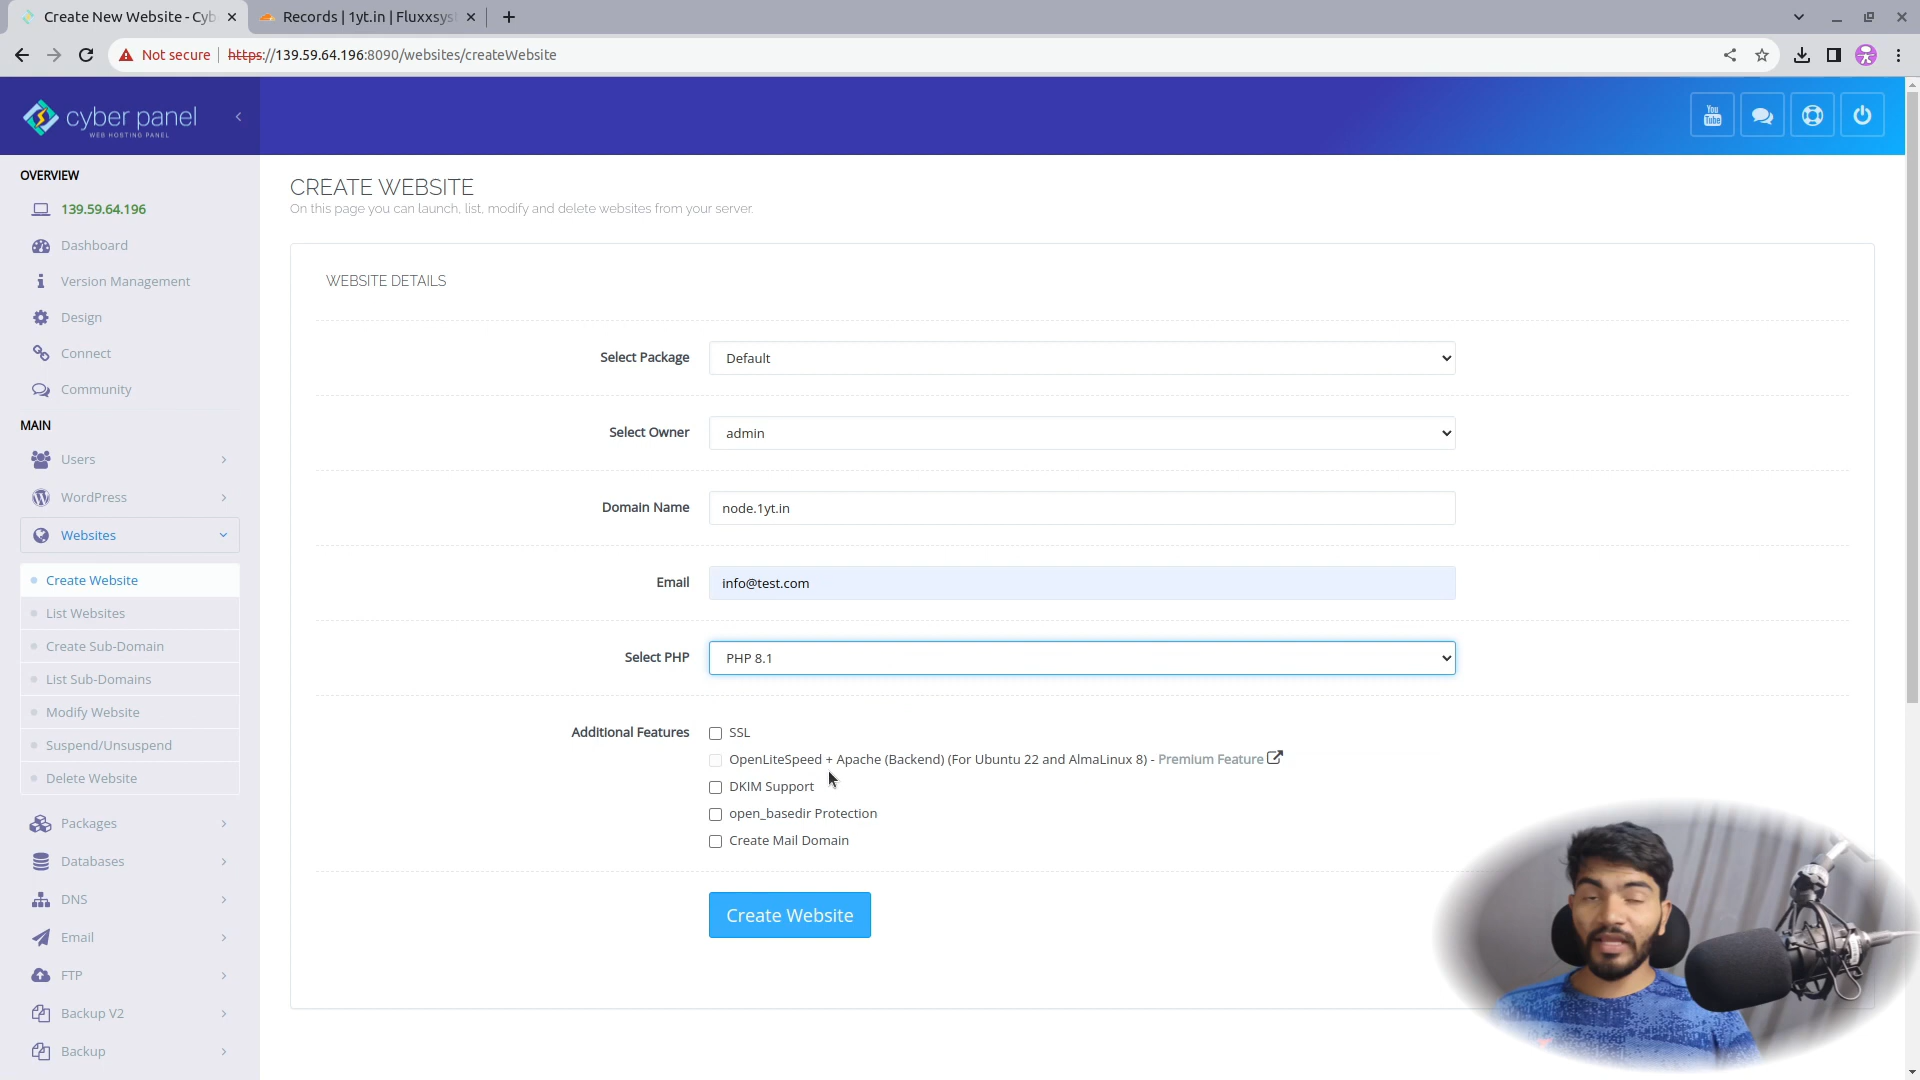 Create New Website - Cyb
Records | 1yt.in | Fluxxsys
Not secure
https://139.59.64.196:8090/websites/createWebsite
cyber panel
WEB HOSTING PANEL
You
Tube
OVERVIEW
139.59.64.196
Dashboard
Version Management
Design
Connect
Community
MAIN
Users
WordPress
Websites
Create Website
List Websites
Create Sub-Domain
List Sub-Domains
Modify Website
Suspend/Unsuspend
Delete Website
Packages
Databases
DNS
Email
FTP
Backup V2
Backup
CREATE WEBSITE
On this page you can launch, list, modify and delete websites from your server.
WEBSITE DETAILS
Select Package
Default
Select Owner
admin
Domain Name
node.1yt.in
Email
info@test.com
Select PHP
PHP 8.1
Additional Features
SSL
OpenLiteSpeed + Apache (Backend) (For Ubuntu 22 and AlmaLinux 8) - Premium Feature
DKIM Support
open_basedir Protection
Create Mail Domain
Create Website